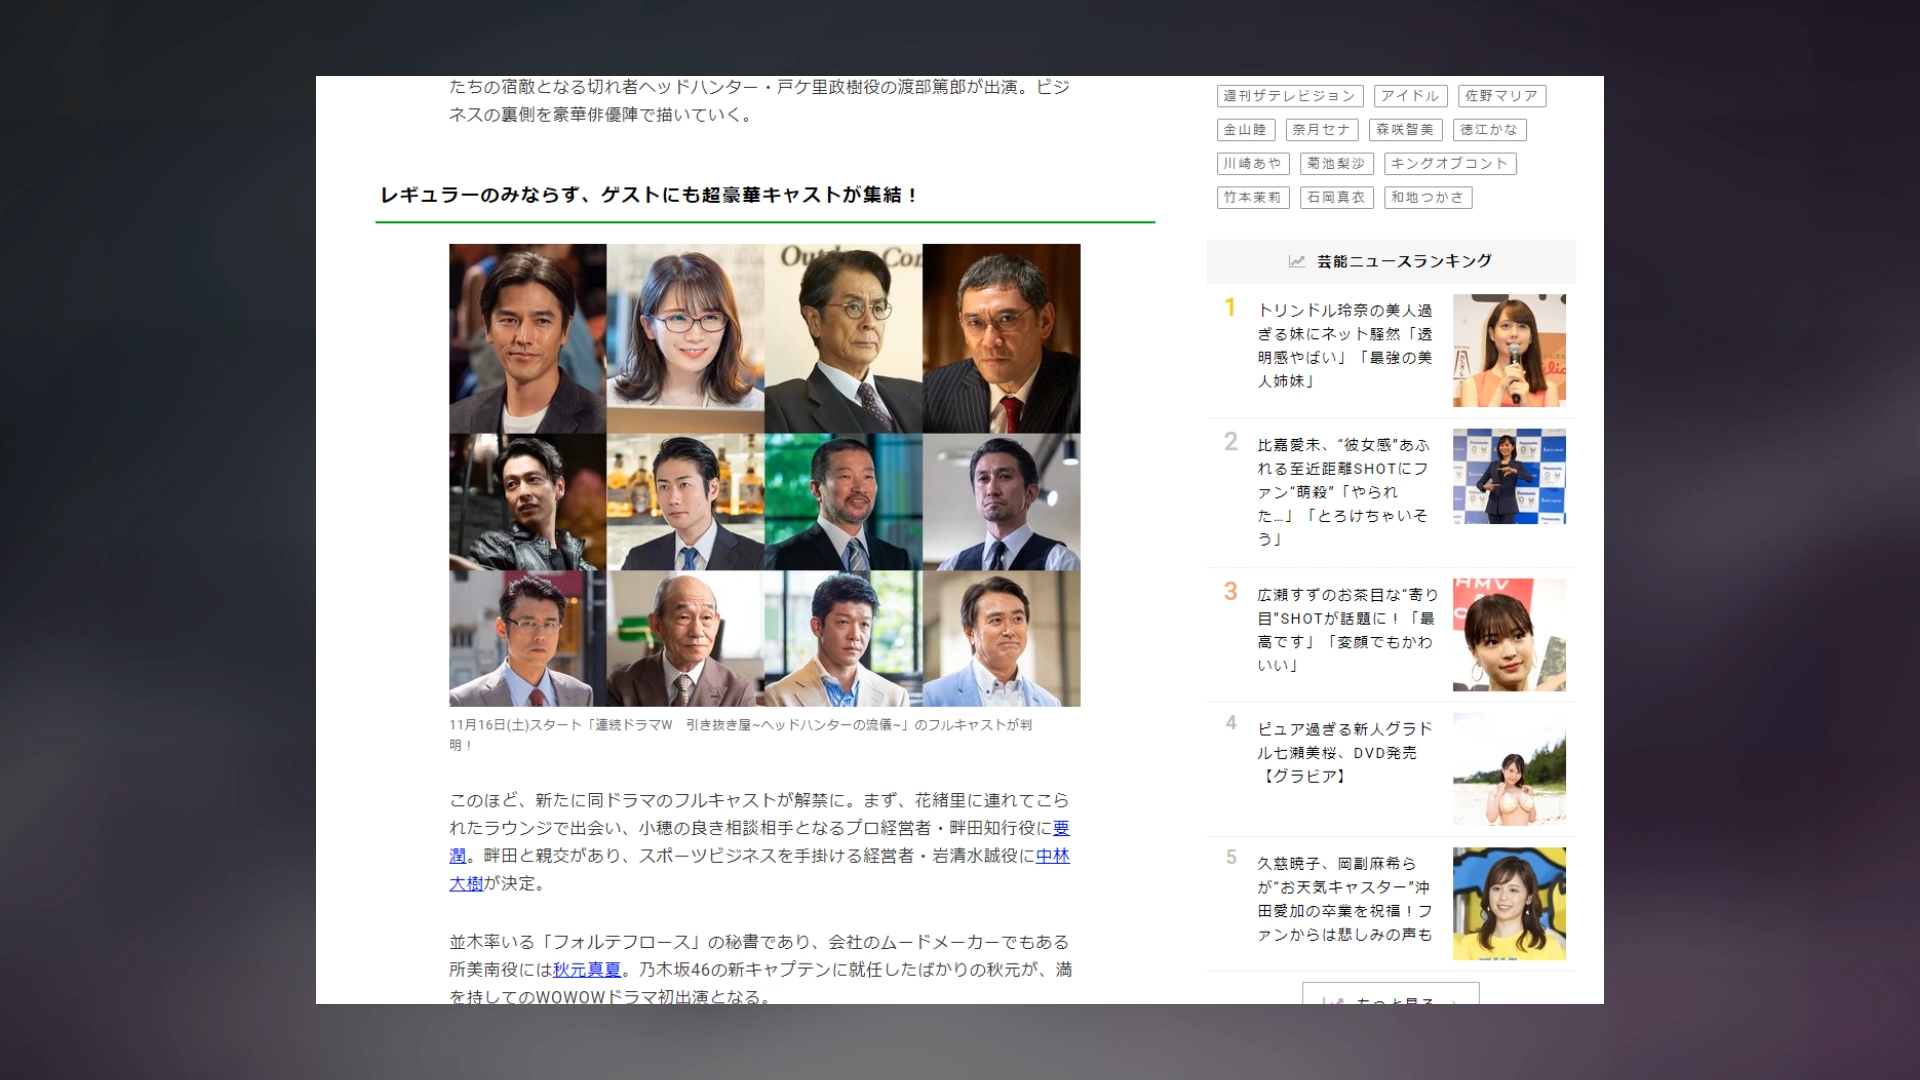 たちの宿敵となる切れ者ヘッドハンター・戸ケ里政樹役の渡部篤郎が出演。ビジ
ネスの裏側を豪華俳優陣で描いていく。
レギュラーのみならず、ゲストにも超豪華キャストが集結！
11月16日(土)スタート「連続ドラマW　引き抜き屋~ヘッドハンターの流儀~」のフルキャストが判
明！
このほど、新たに同ドラマのフルキャストが解禁に。まず、花緒里に連れてこら
れたラウンジで出会い、小穂の良き相談相手となるプロ経営者・畔田知行役に要
潤。畔田と親交があり、スポーツビジネスを手掛ける経営者・岩清水誠役に中林
大樹が決定。
並木率いる「フォルテフロース」の秘書であり、会社のムードメーカーでもある
所美南役には秋元真夏。乃木坂46の新キャプテンに就任したばかりの秋元が、満
を持してのWOWOWドラマ初出演となる。
週刊ザテレビジョン アイドル 佐野マリア
金山睦 奈月セナ 森咲智美 徳江かな
川崎あや 菊池梨沙 キングオブコント
竹本茉莉 石岡真衣 和地つかさ
芸能ニュースランキング
1
トリンドル玲奈の美人過
ぎる妹にネット騒然「透
明感やばい」「最強の美
人姉妹」
2
比嘉愛未、“彼女感”あふ
れる至近距離SHOTにフ
ァン“萌殺”「やられ
た…」「とろけちゃいそ
う」
3
広瀬すずのお茶目な“寄り
目”SHOTが話題に！「最
高です」「変顔でもかわ
いい」
4
ピュア過ぎる新人グラド
ル七瀬美桜、DVD発売
【グラビア】
5
久慈暁子、岡副麻希ら
が“お天気キャスター”沖
田愛加の卒業を祝福！フ
ァンからは悲しみの声も
もっと見る